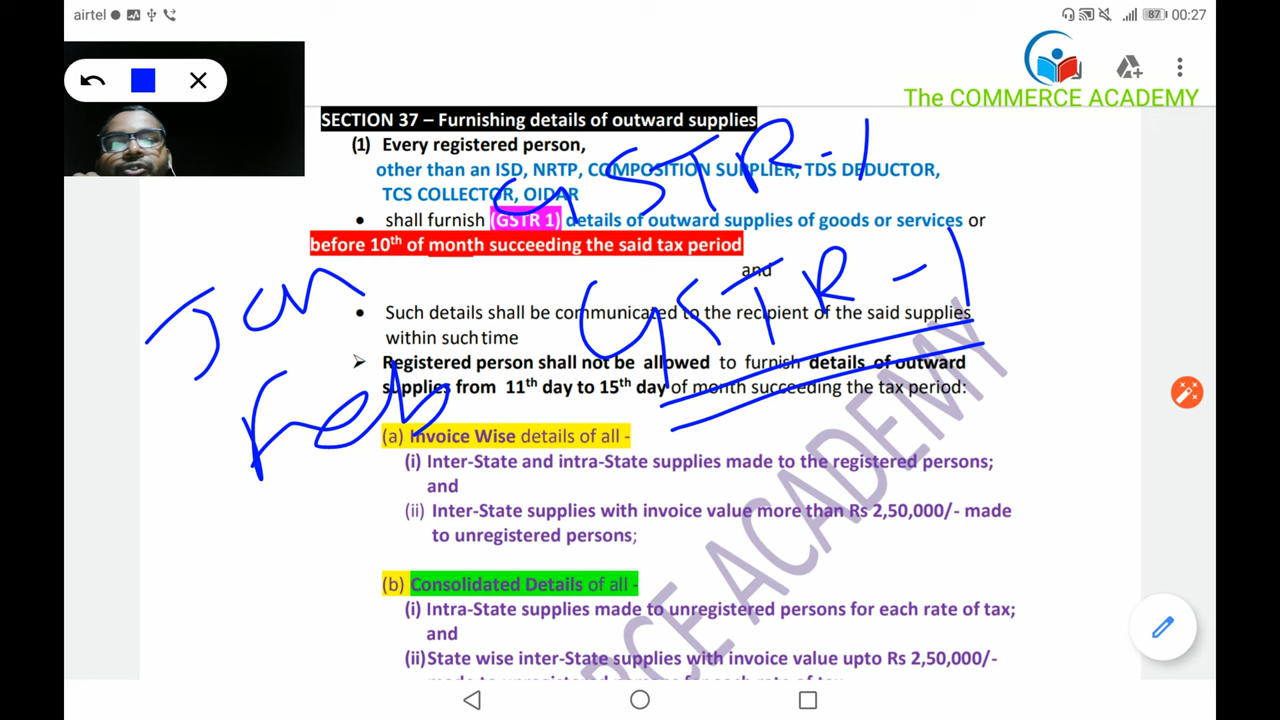 airtel 87 00:27
The COMMERCE ACADEMY
SECTION 37 – Furnishing details of outward supplies
(1) Every registered person,
other than an ISD, NRTP, COMPOSITION SUPPLIER, TDS DEDUCTOR,
TCS COLLECTOR, OIDAR
GSTR-1
• shall furnish (GSTR 1) details of outward supplies of goods or services or
before 10th of month succeeding the said tax period
and
Jan
GSTR-1
• Such details shall be communicated to the recipient of the said supplies
within such time
➢ Registered person shall not be allowed to furnish details of outward
supplies from 11th day to 15th day of month succeeding the tax period:
Feb
(a) Invoice Wise details of all -
(i) Inter-State and intra-State supplies made to the registered persons;
and
(ii) Inter-State supplies with invoice value more than Rs 2,50,000/- made
to unregistered persons;
(b) Consolidated Details of all -
(i) Intra-State supplies made to unregistered persons for each rate of tax;
and
(ii) State wise inter-State supplies with invoice value upto Rs 2,50,000/-
ERCE ACADEMY